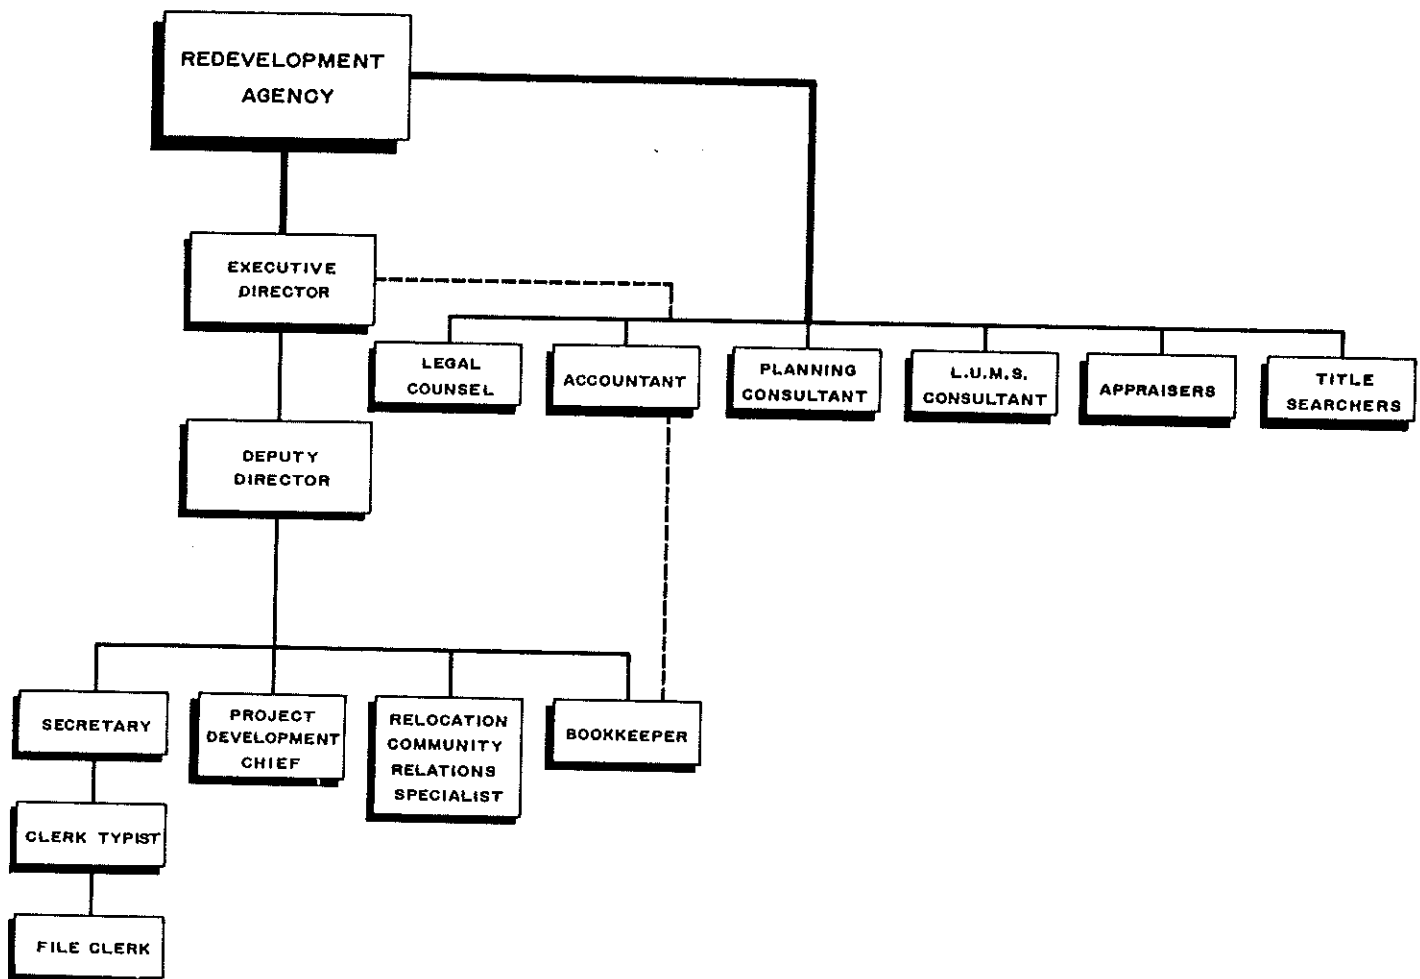 REDEVELOPMENT
AGENCY
EXECUTIVE
DIRECTOR
LEGAL
COUNSEL
ACCOUNTANT
PLANNING
CONSULTANT
L.U.M.S.
CONSULTANT
APPRAISERS
TITLE
SEARCHERS
DEPUTY
DIRECTOR
SECRETARY
PROJECT
DEVELOPMENT
CHIEF
RELOCATION
COMMUNITY
RELATIONS
SPECIALIST
BOOKKEEPER
CLERK TYPIST
FILE CLERK